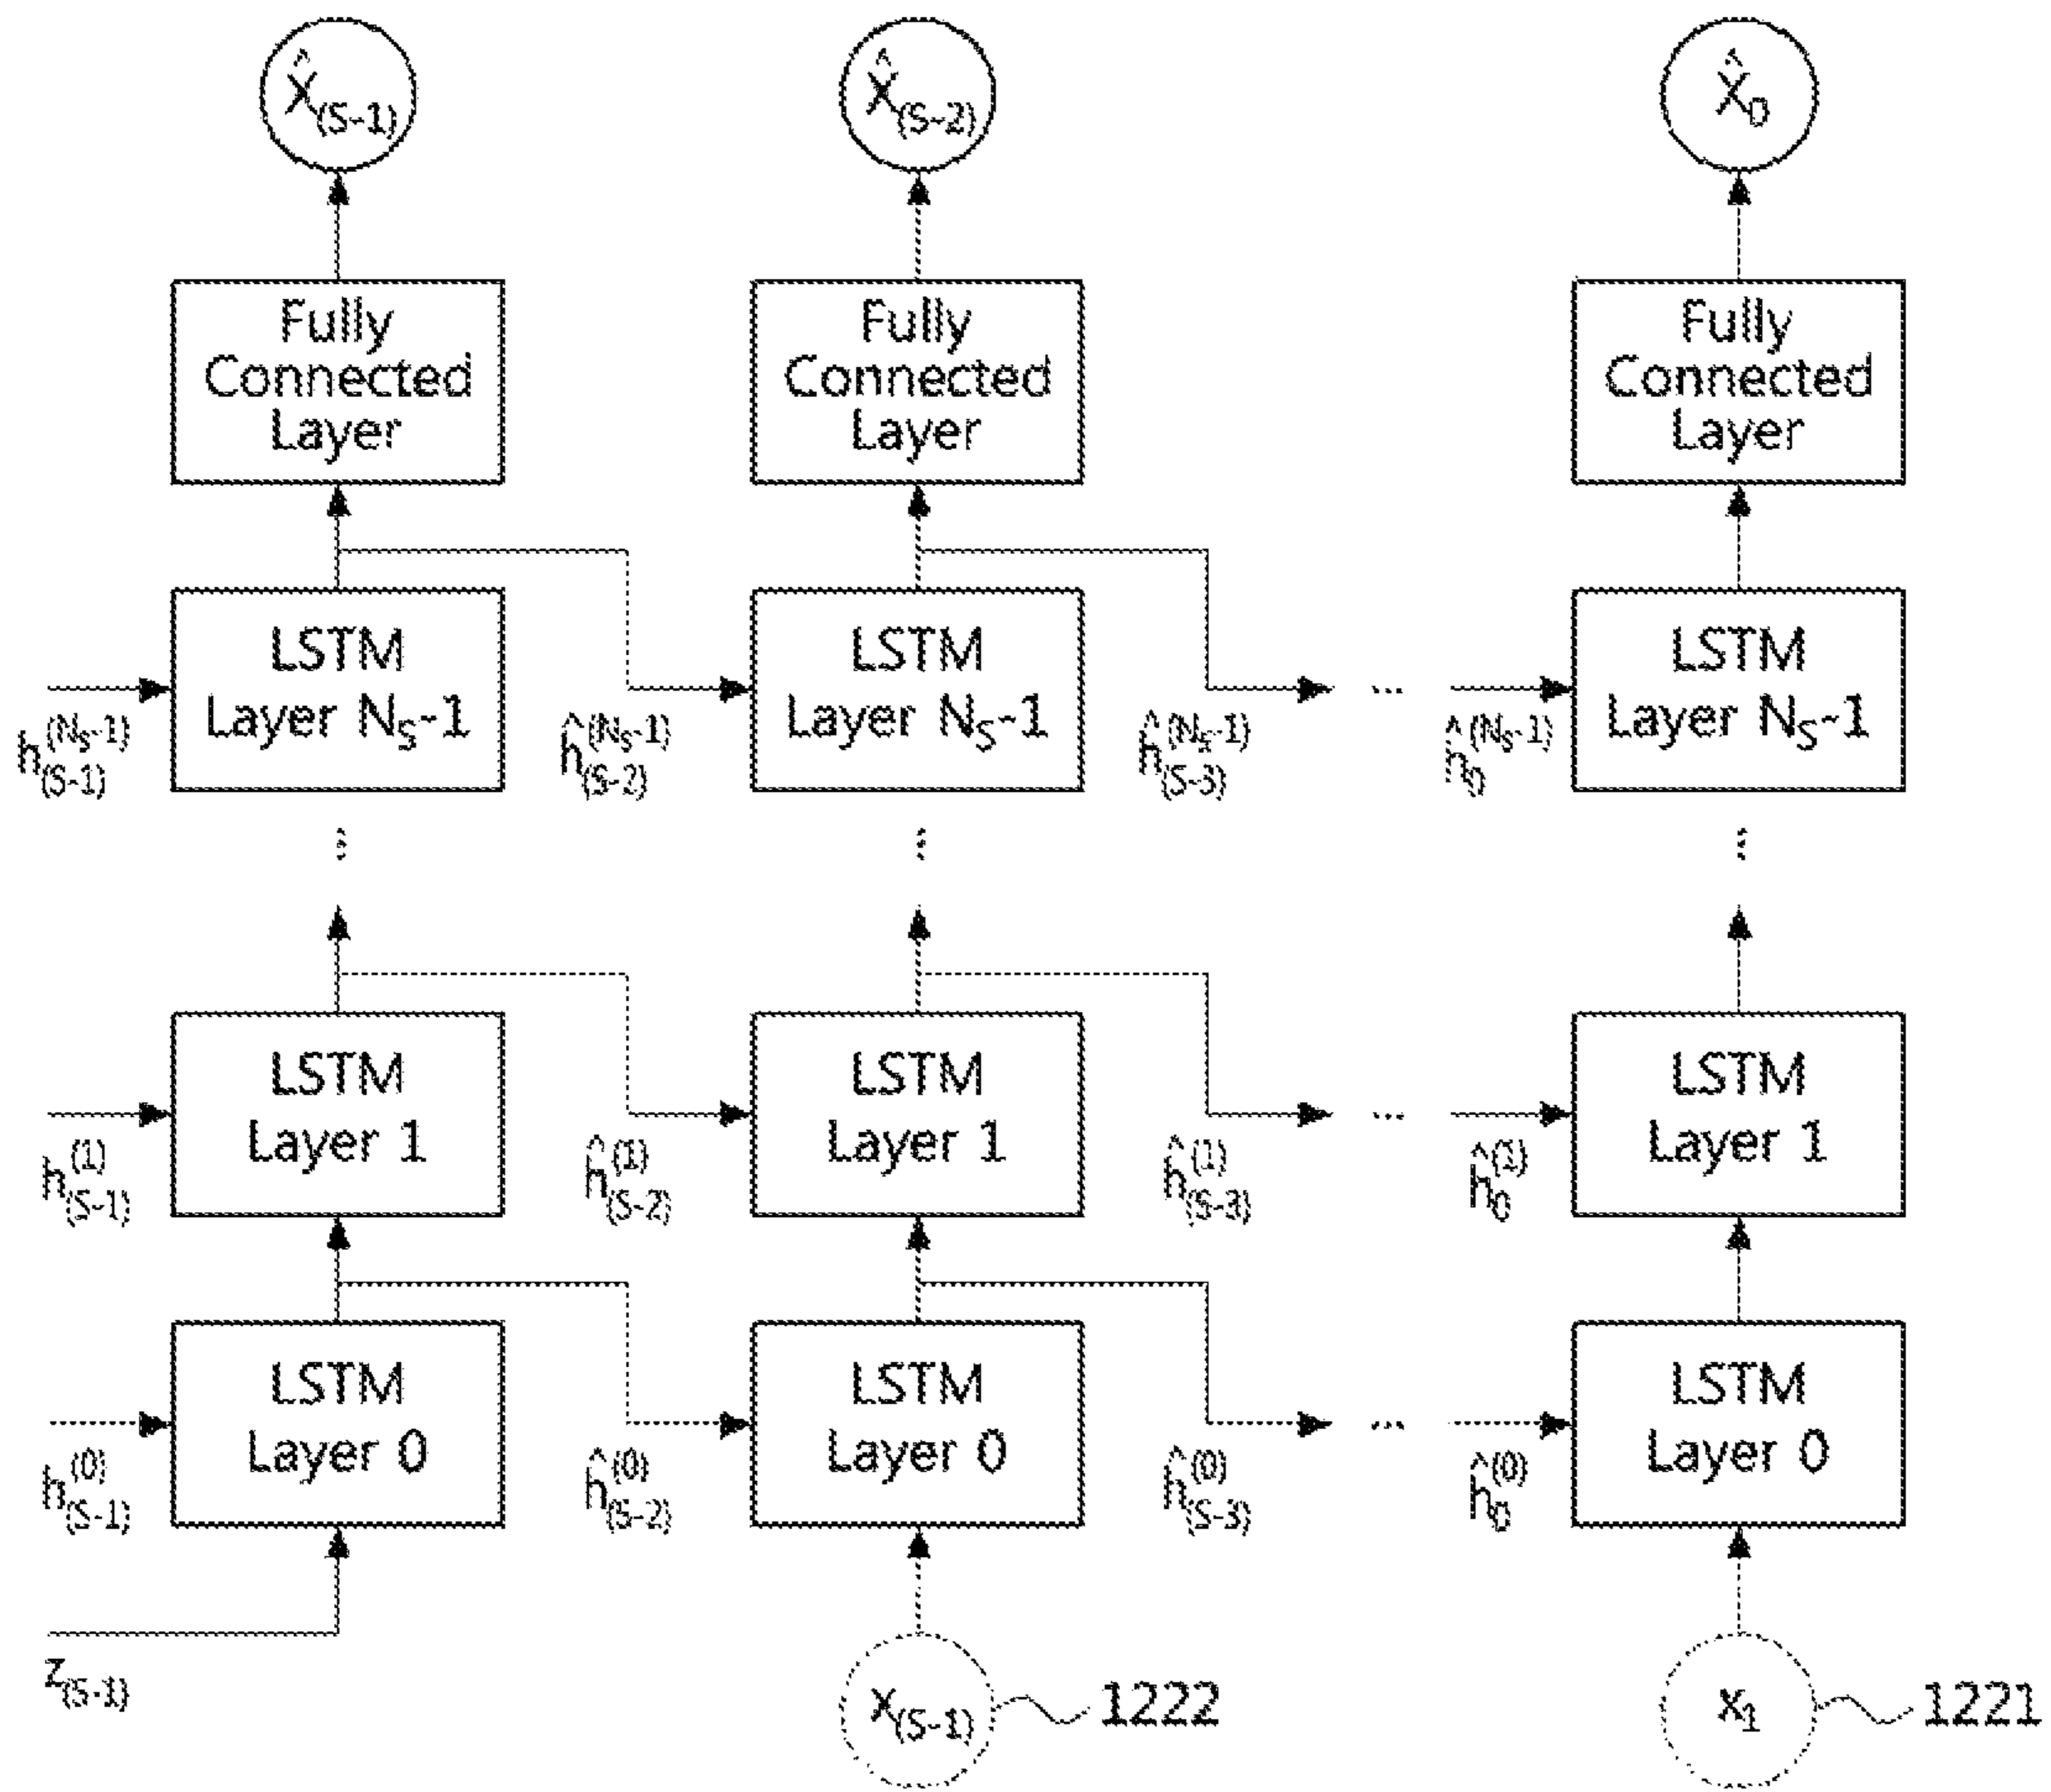 x̂(S-1) x̂(S-2) x̂0
Fully Connected Layer Fully Connected Layer Fully Connected Layer
LSTM Layer NS-1 LSTM Layer NS-1 ... LSTM Layer NS-1
h(S-1)(NS-1) ĥ(S-2)(NS-1) ĥ(S-3)(NS-1) ĥ0(NS-1)
... ... ...
LSTM Layer 1 LSTM Layer 1 ... LSTM Layer 1
h(S-1)(1) ĥ(S-2)(1) ĥ(S-3)(1) ĥ0(1)
LSTM Layer 0 LSTM Layer 0 ... LSTM Layer 0
h(S-1)(0) ĥ(S-2)(0) ĥ(S-3)(0) ĥ0(0)
z(S-1)
x(S-1) 1222 x1 1221